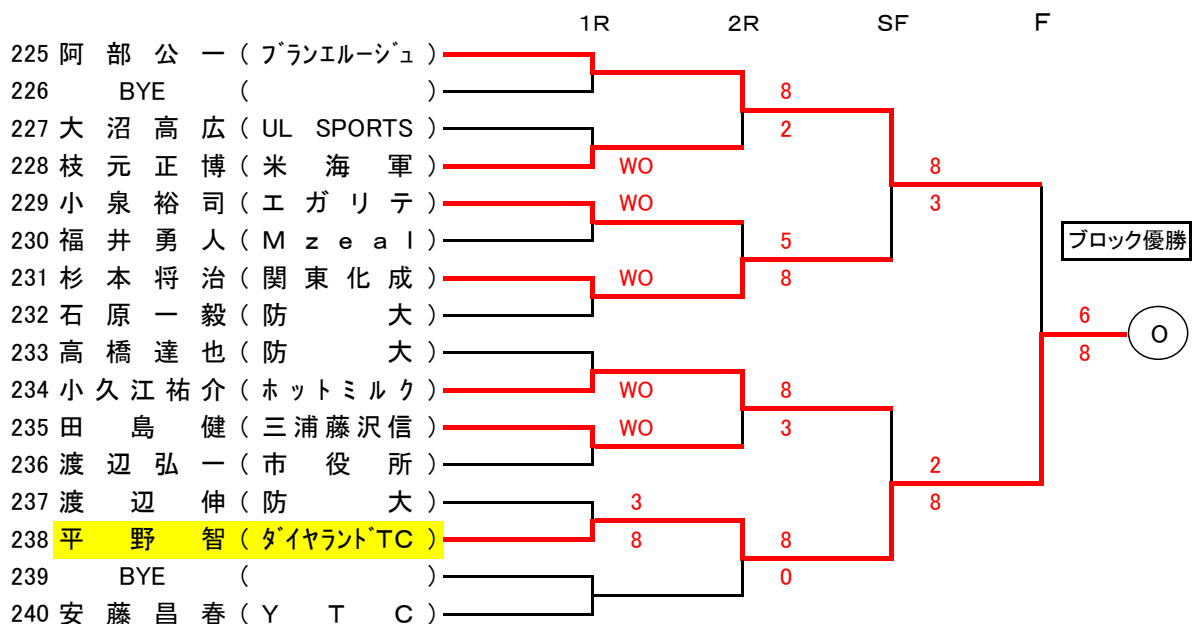 1R 2R SF F
225 阿部公一 ( ブランエルージュ )
226 BYE ( ) 8
227 大沼高広 ( UL SPORTS ) 2
228 枝元正博 ( 米海軍 ) WO 8
229 小泉裕司 ( エガリテ ) WO 3
230 福井勇人 ( Mzeal ) 5 ブロック優勝
231 杉本将治 ( 関東化成 ) WO 8
232 石原一毅 ( 防大 ) 6
O
233 高橋達也 ( 防大 ) 8
234 小久江祐介 ( ホットミルク ) WO 8
235 田島健 ( 三浦藤沢信 ) WO 3
236 渡辺弘一 ( 市役所 ) 2
237 渡辺伸 ( 防大 ) 3 8
238 平野智 ( ダイヤランドTC ) 8 8
239 BYE ( ) 0
240 安藤昌春 ( YTC )